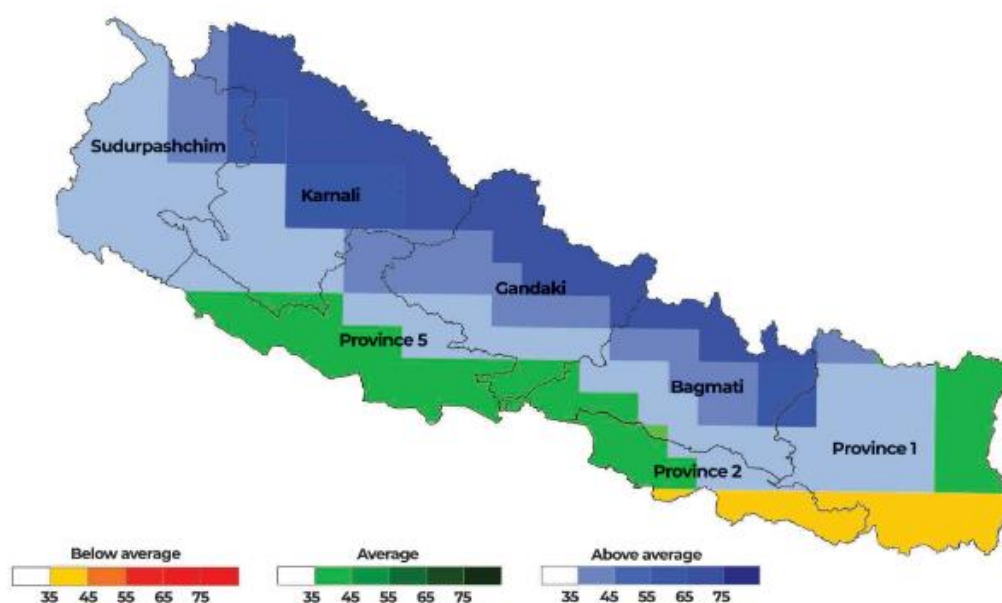 Sudurpashchim
Karnali
Gandaki
Province 5
Bagmati
Province 1
Province 2
Below average
35 45 55 65 75
Average
35 45 55 65 75
Above average
35 45 55 65 75